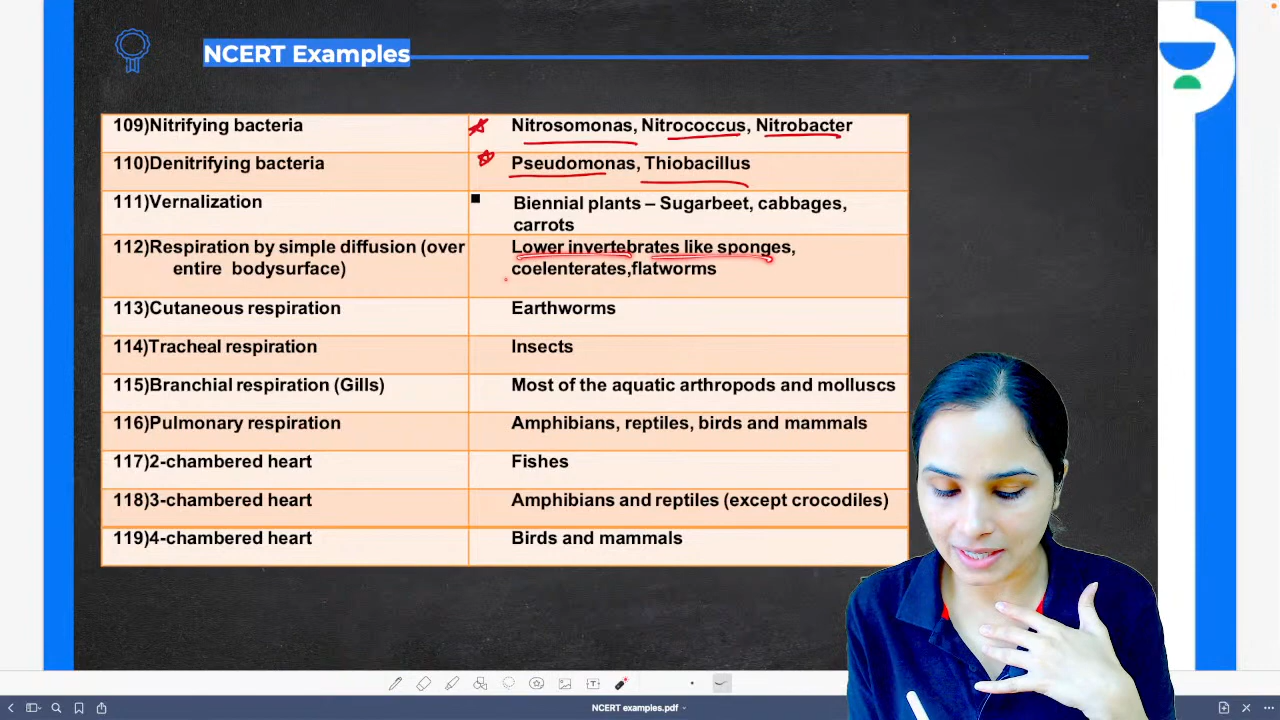 NCERT Examples
109)Nitrifying bacteria
Nitrosomonas, Nitrococcus, Nitrobacter
110)Denitrifying bacteria
Pseudomonas, Thiobacillus
111)Vernalization
Biennial plants – Sugarbeet, cabbages,
carrots
112)Respiration by simple diffusion (over
entire bodysurface)
Lower invertebrates like sponges,
coelenterates,flatworms
113)Cutaneous respiration
Earthworms
114)Tracheal respiration
Insects
115)Branchial respiration (Gills)
Most of the aquatic arthropods and molluscs
116)Pulmonary respiration
Amphibians, reptiles, birds and mammals
117)2-chambered heart
Fishes
118)3-chambered heart
Amphibians and reptiles (except crocodiles)
119)4-chambered heart
Birds and mammals
NCERT examples.pdf